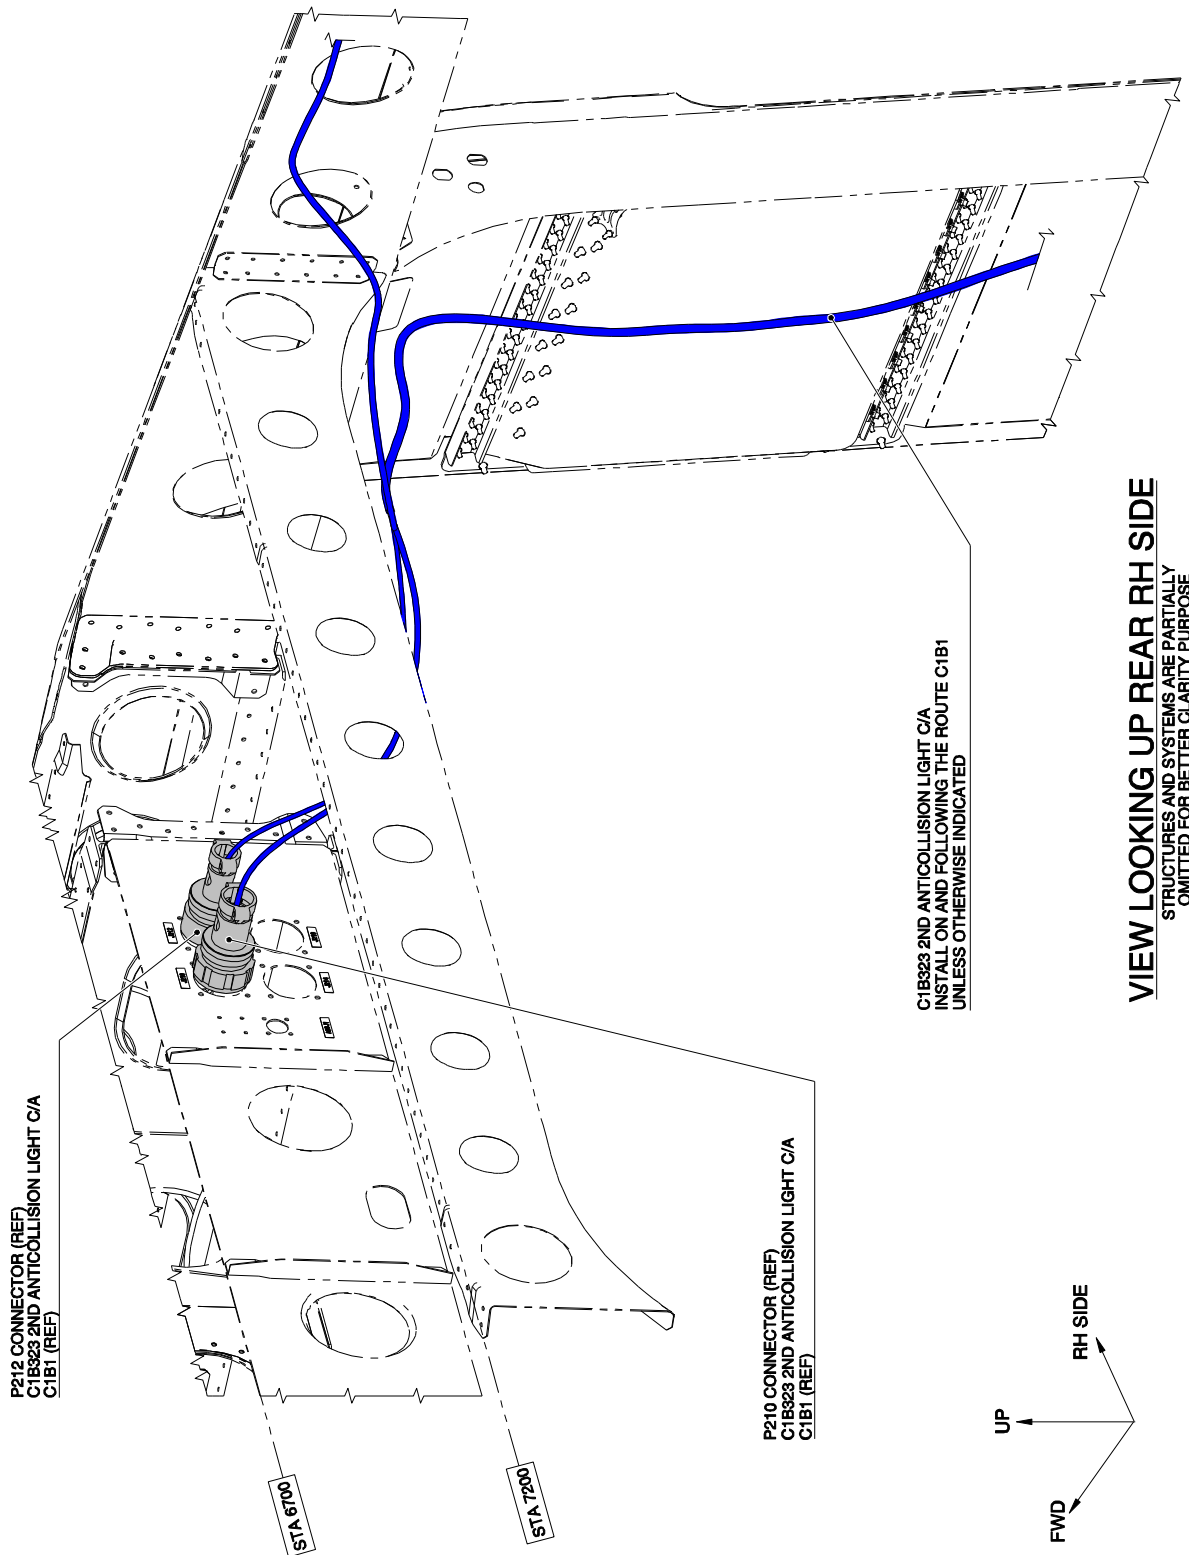 P212 CONNECTOR (REF)
C1B323 2ND ANTICOLLISION LIGHT C/A
C1B1 (REF)
STA 6700
STA 7200
P210 CONNECTOR (REF)
C1B323 2ND ANTICOLLISION LIGHT C/A
C1B1 (REF)
C1B323 2ND ANTICOLLISION LIGHT C/A
INSTALL ON AND FOLLOWING THE ROUTE C1B1
UNLESS OTHERWISE INDICATED
FWD
UP
RH SIDE
VIEW LOOKING UP REAR RH SIDE
STRUCTURES AND SYSTEMS ARE PARTIALLY
OMITTED FOR BETTER CLARITY PURPOSE